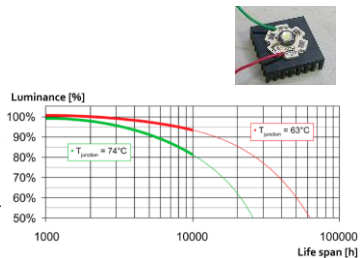 Luminance [%]
100%
90%
80%
70%
60%
50%
T junction = 63°C
T junction = 74°C
1000
10000
100000
Life span [h]